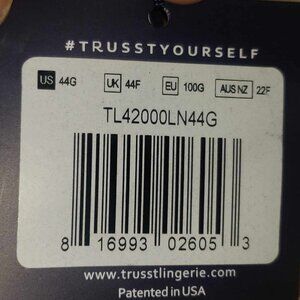 #TRUSSTYOURSELF
US 44G UK 44F EU 100G AUS NZ 22F
TL42000LN44G
8 16993 02605 3
www.trusstlingerie.com
Patented in USA